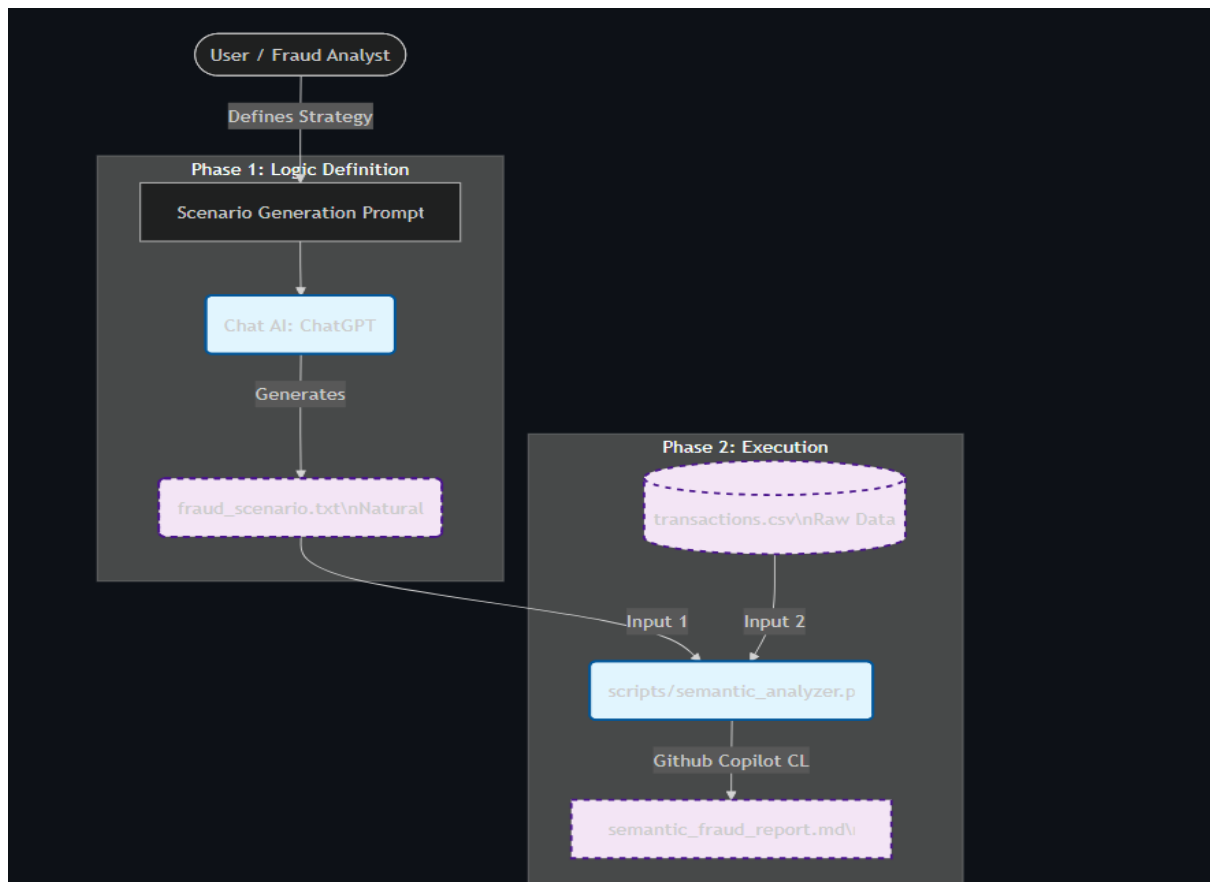 User / Fraud Analyst
Defines Strategy
Phase 1: Logic Definition
Scenario Generation Prompt
Chat AI: ChatGPT
Generates
fraud_scenario.txt\nNatural
Phase 2: Execution
transactions.csv\nRaw Data
Input 1
Input 2
scripts/semantic_analyzer.p
Github Copilot CL
semantic_fraud_report.md\